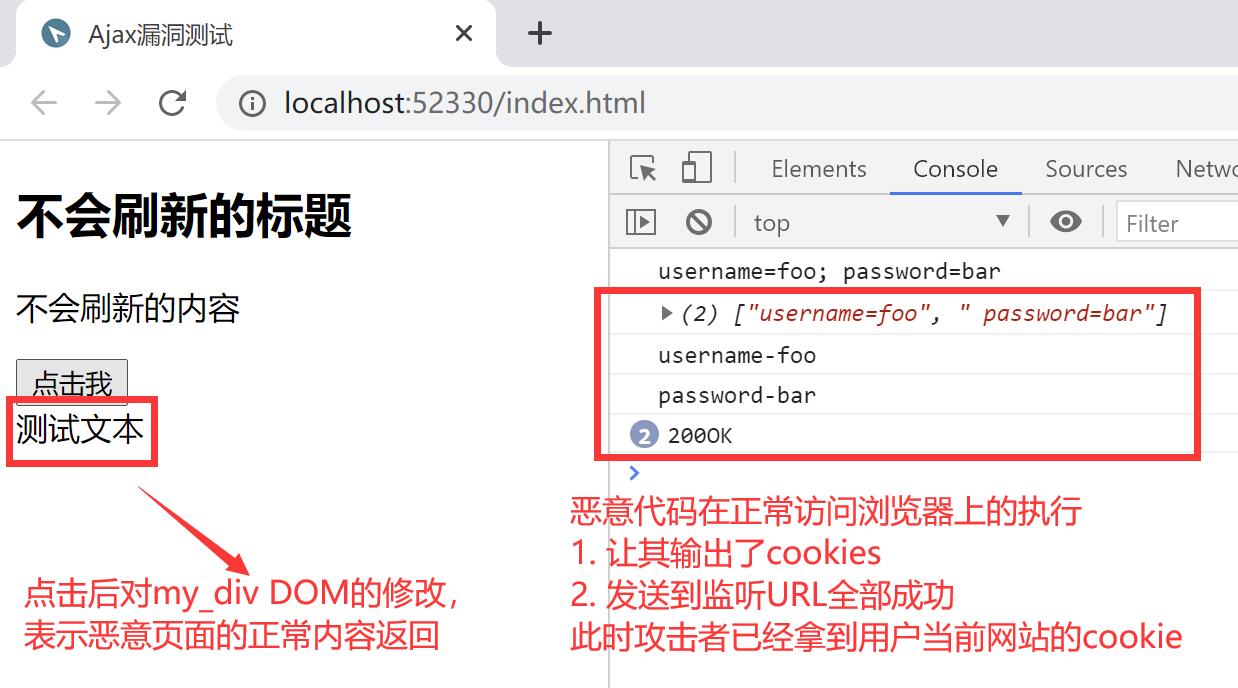 Ajax漏洞测试
localhost:52330/index.html
不会刷新的标题
不会刷新的内容
点击我
测试文本
点击后对my_div DOM的修改，
表示恶意页面的正常内容返回
Elements Console Sources Netwo
top Filter
username=foo; password=bar
(2) ["username=foo", " password=bar"]
username-foo
password-bar
2 200OK
恶意代码在正常访问浏览器上的执行
1. 让其输出了cookies
2. 发送到监听URL全部成功
此时攻击者已经拿到用户当前网站的cookie